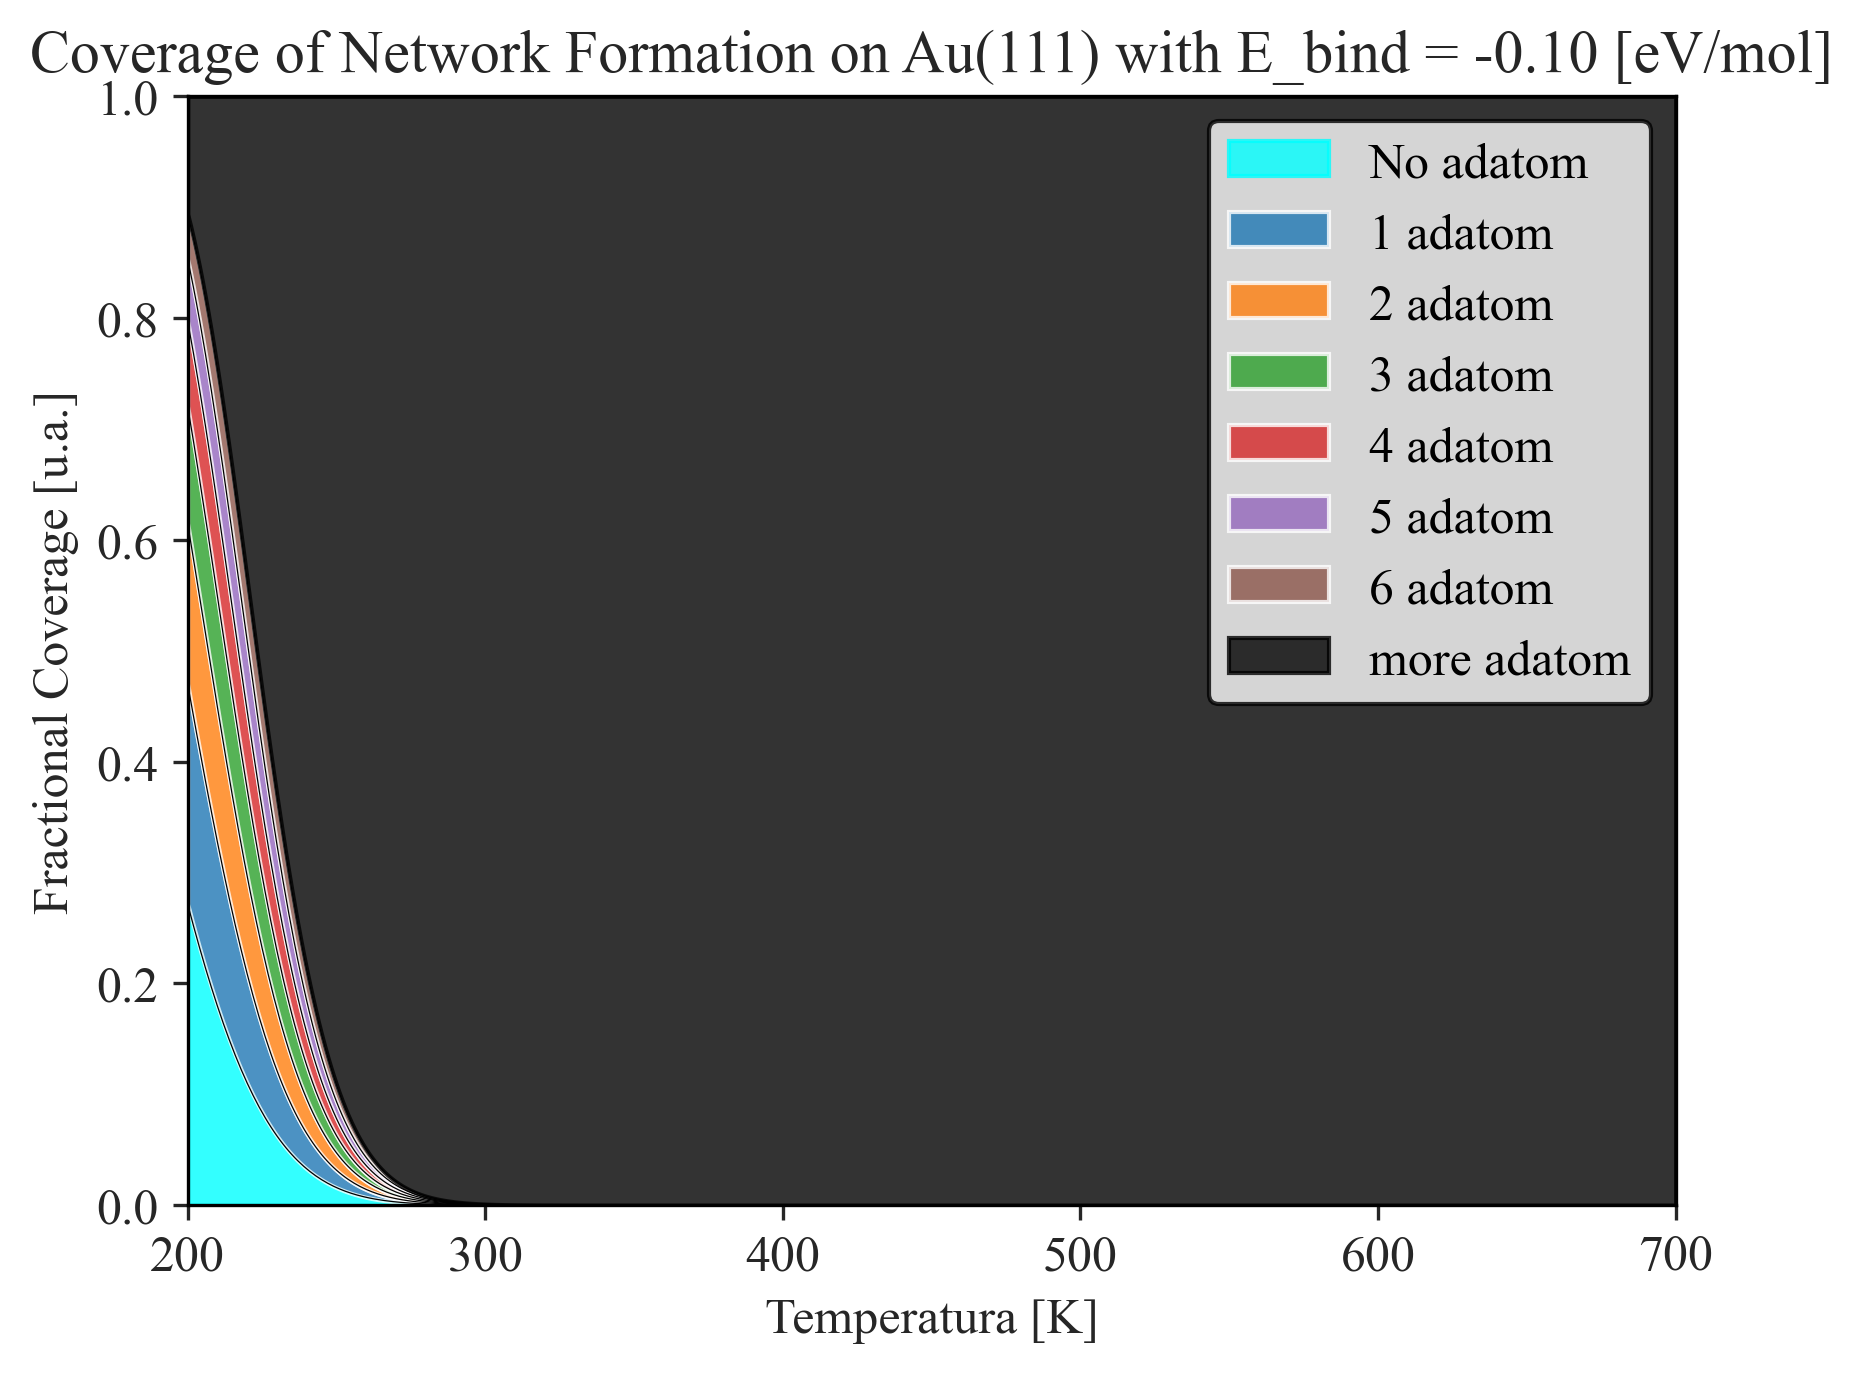 Coverage of Network Formation on Au(111) with E_bind = -0.10 [eV/mol]
1.0
0.8
0.6
0.4
0.2
0.0
Fractional Coverage [u.a.]
No adatom
1 adatom
2 adatom
3 adatom
4 adatom
5 adatom
6 adatom
more adatom
200 300 400 500 600 700
Temperatura [K]